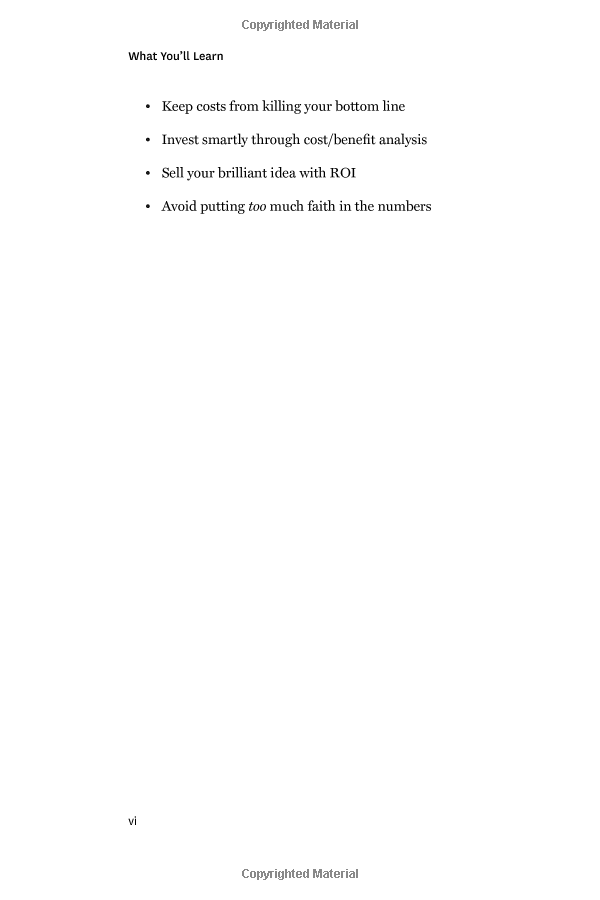 Copyrighted Material
What You’ll Learn
• Keep costs from killing your bottom line
• Invest smartly through cost/benefit analysis
• Sell your brilliant idea with ROI
• Avoid putting too much faith in the numbers
vi
Copyrighted Material